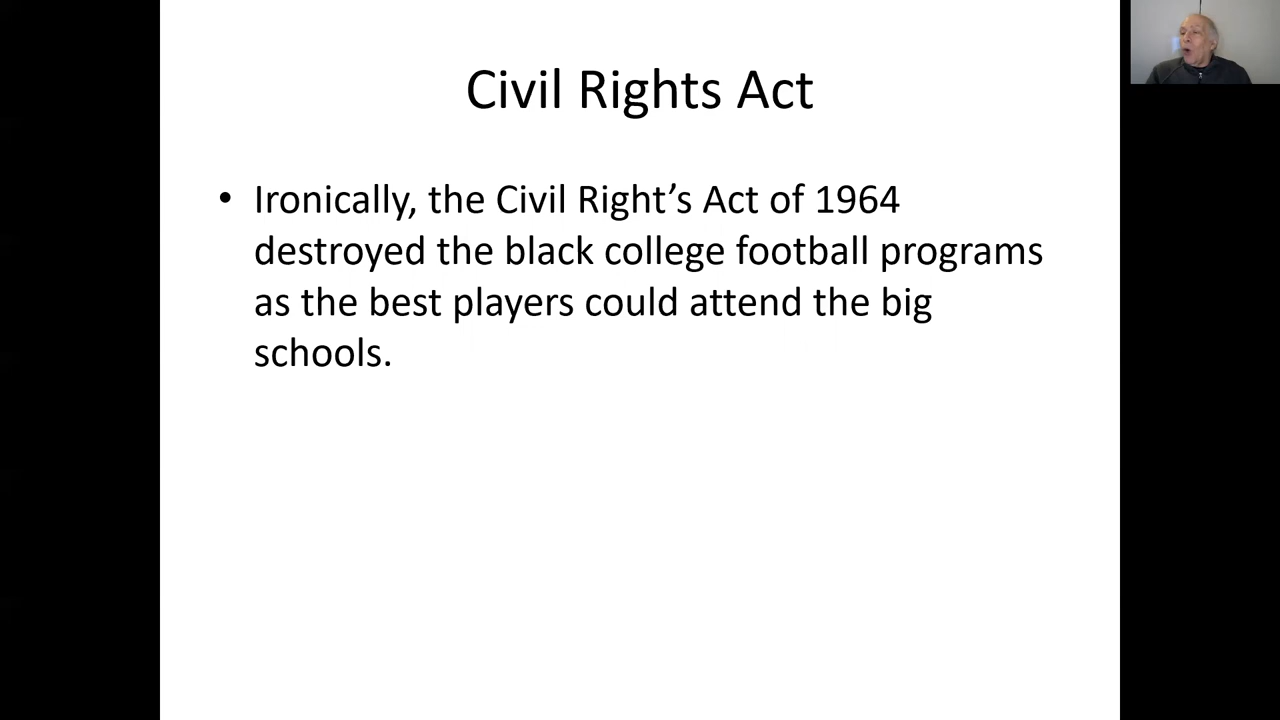 Civil Rights Act
• Ironically, the Civil Right’s Act of 1964
destroyed the black college football programs
as the best players could attend the big
schools.